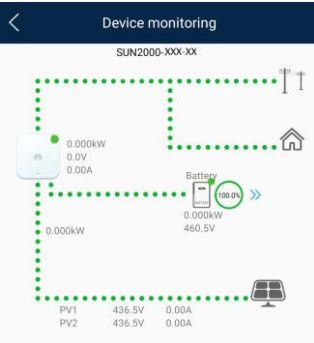 Device monitoring
SUN2000-XXX-XX
0.000kW
0.0V
0.00A
Battery
100.0%
0.000kW
460.5V
0.000kW
PV1 436.5V 0.00A
PV2 436.5V 0.00A